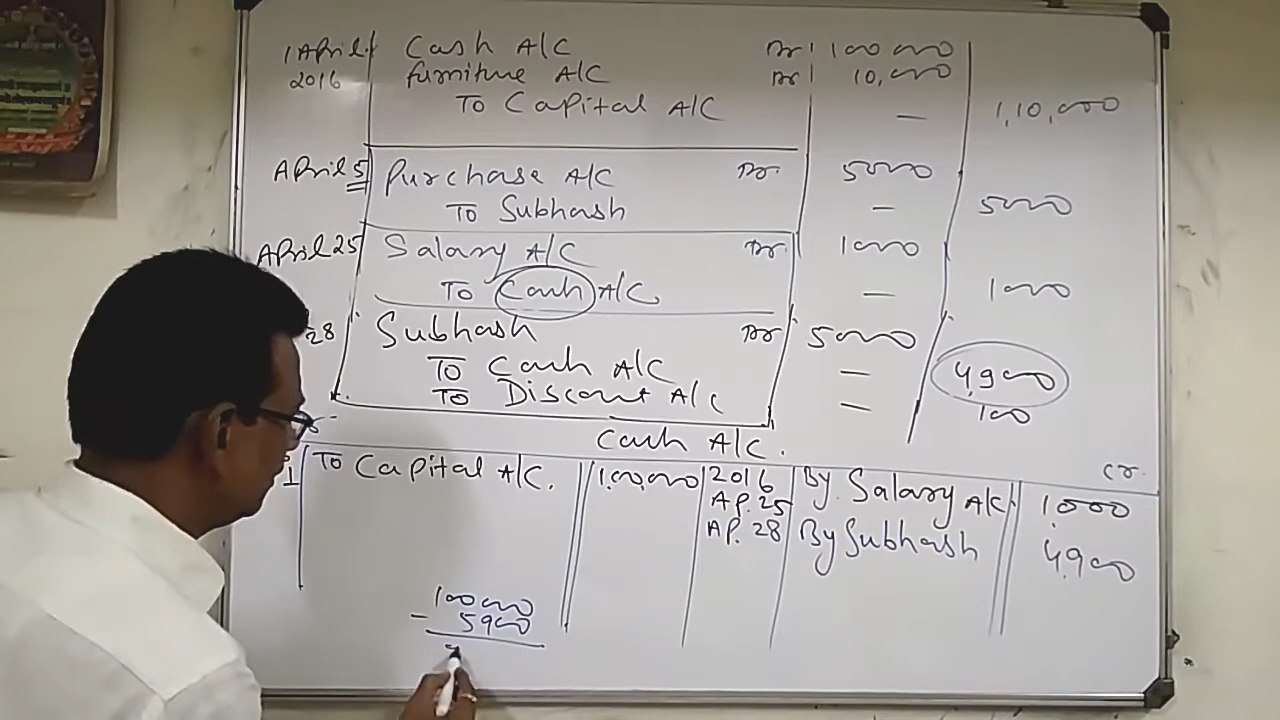 1 April Cash A/C Dr 100000
2016 furniture A/C Dr 10,000
To Capital A/C — 1,10,000
April 5 Purchase A/C Dr. 5000
To Subhash — 5000
April 25 Salary A/C Dr. 1000
To Cash A/C — 1000
28 Subhash Dr 5000
To Cash A/C — 4,900
To Discount A/C — 100
Cash A/C.
Cr.
To Capital A/C. 1,00,000 2016 By Salary A/C 1,000
AP. 25
AP. 28 By Subhash 4,900
100000
- 5900